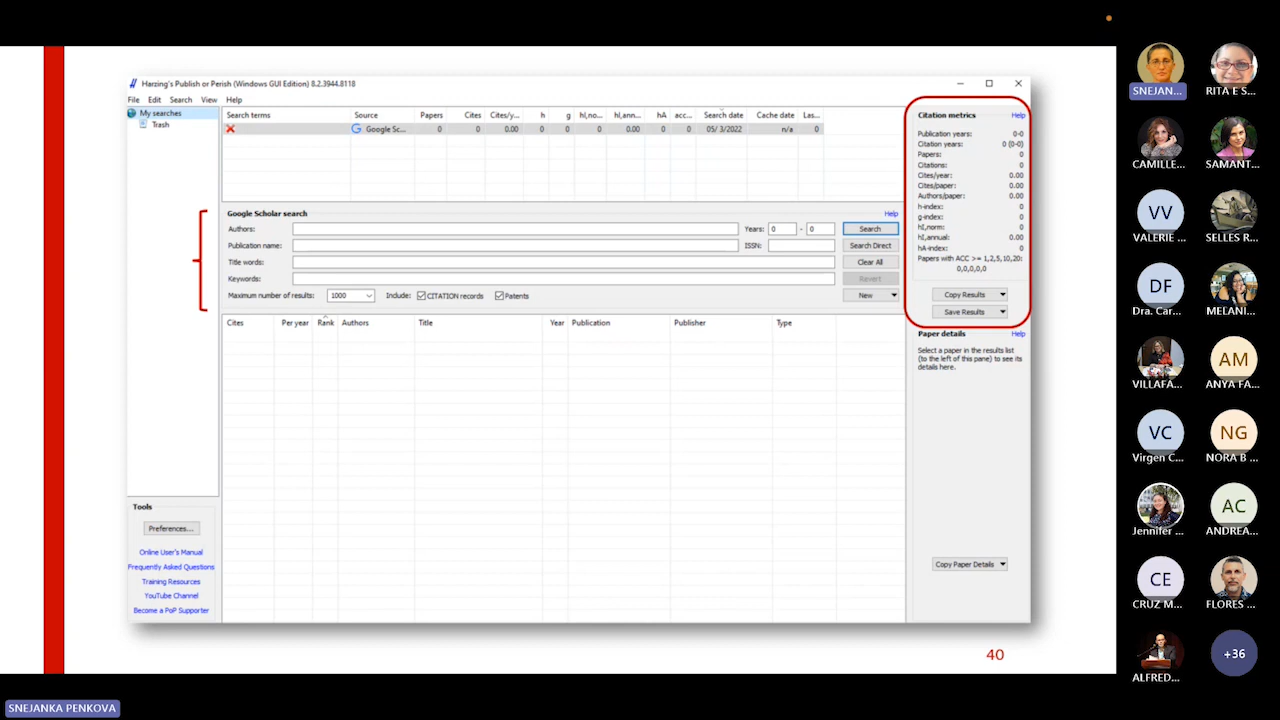 Harzing's Publish or Perish (Windows GUI Edition) 8.2.3944.8118
File Edit Search View Help
My searches
Trash
Search terms Source Papers Cites Cites/y... h g hI,no... hI,ann... hA acc... Search date Cache date Las...
Google Sc... 0 0 0.00 0 0 0 0.00 0 0 05/ 3/2022 n/a 0
Google Scholar search Help
Authors: Years: 0 - 0 Search
Publication name: ISSN: Search Direct
Title words: Clear All
Keywords: Revert
Maximum number of results: 1000 Include: CITATION records Patents New
Cites Per year Rank Authors Title Year Publication Publisher Type
Citation metrics Help
Publication years: 0-0
Citation years: 0 (0-0)
Papers: 0
Citations: 0
Cites/year: 0.00
Cites/paper: 0.00
Authors/paper: 0.00
h-index: 0
g-index: 0
hI,norm: 0
hI,annual: 0.00
hA-index: 0
Papers with ACC >= 1,2,5,10,20:
0,0,0,0,0
Copy Results
Save Results
Paper details Help
Select a paper in the results list
(to the left of this pane) to see its
details here.
Copy Paper Details
Tools
Preferences...
Online User's Manual
Frequently Asked Questions
Training Resources
YouTube Channel
Become a PoP Supporter
40
SNEJAN... RITA E S...
CAMILLE... SAMANT...
VV
VALERIE ... SELLES R...
DF
Dra. Car... MELANI...
AM
VILLAFA... ANYA FA...
VC NG
Virgen C... NORA B ...
AC
Jennifer ... ANDREA...
CE
CRUZ M... FLORES ...
+36
ALFRED...
SNEJANKA PENKOVA